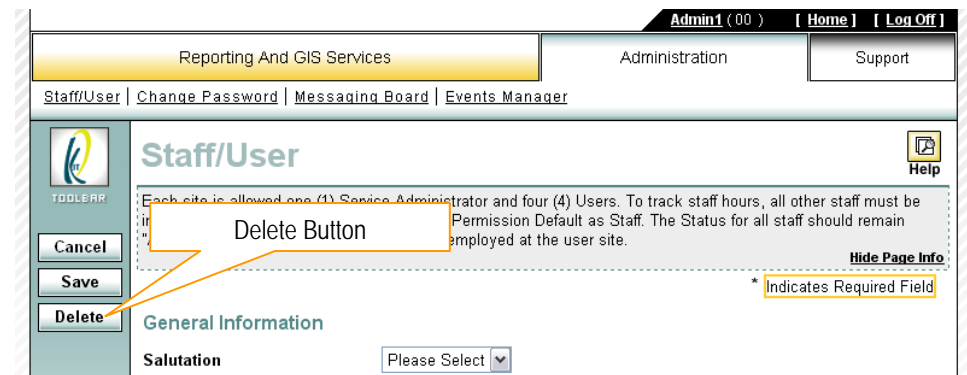 Admin1 ( 00 ) [ Home ] [ Log Off ]
Reporting And GIS Services Administration Support
Staff/User | Change Password | Messaging Board | Events Manager
KIT
TOOLBAR
Staff/User
Help
Each site is allowed one (1) Service Administrator and four (4) Users. To track staff hours, all other staff must be
Permission Default as Staff. The Status for all staff should remain
employed at the user site.
Delete Button
Hide Page Info
Cancel
Save
Delete
* Indicates Required Field
General Information
Salutation Please Select